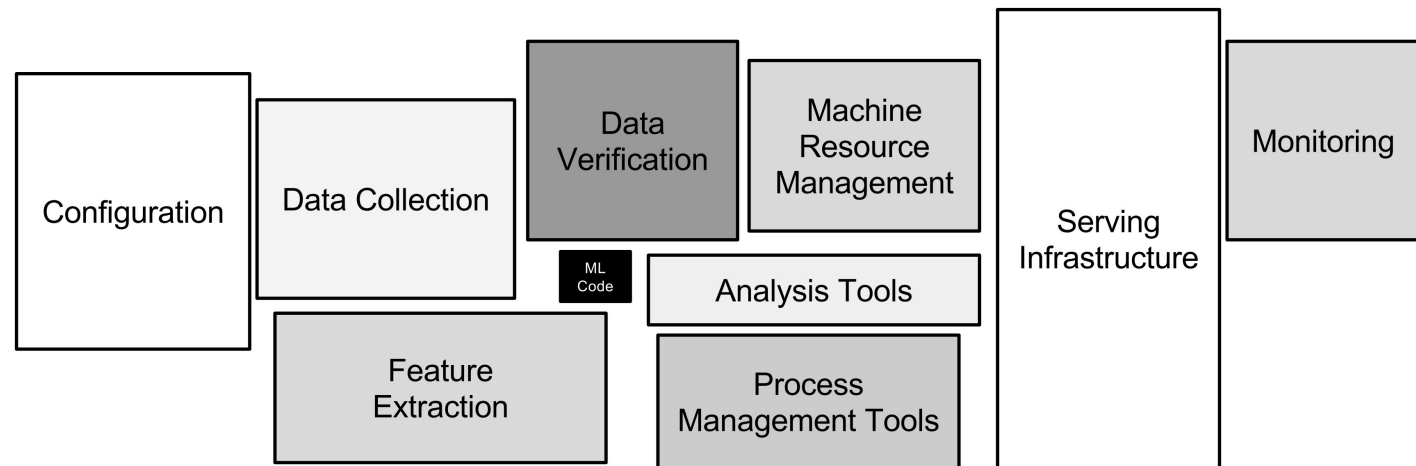 Configuration
Data Collection
Data
Verification
Machine
Resource
Management
Monitoring
Serving
Infrastructure
ML
Code
Analysis Tools
Feature
Extraction
Process
Management Tools